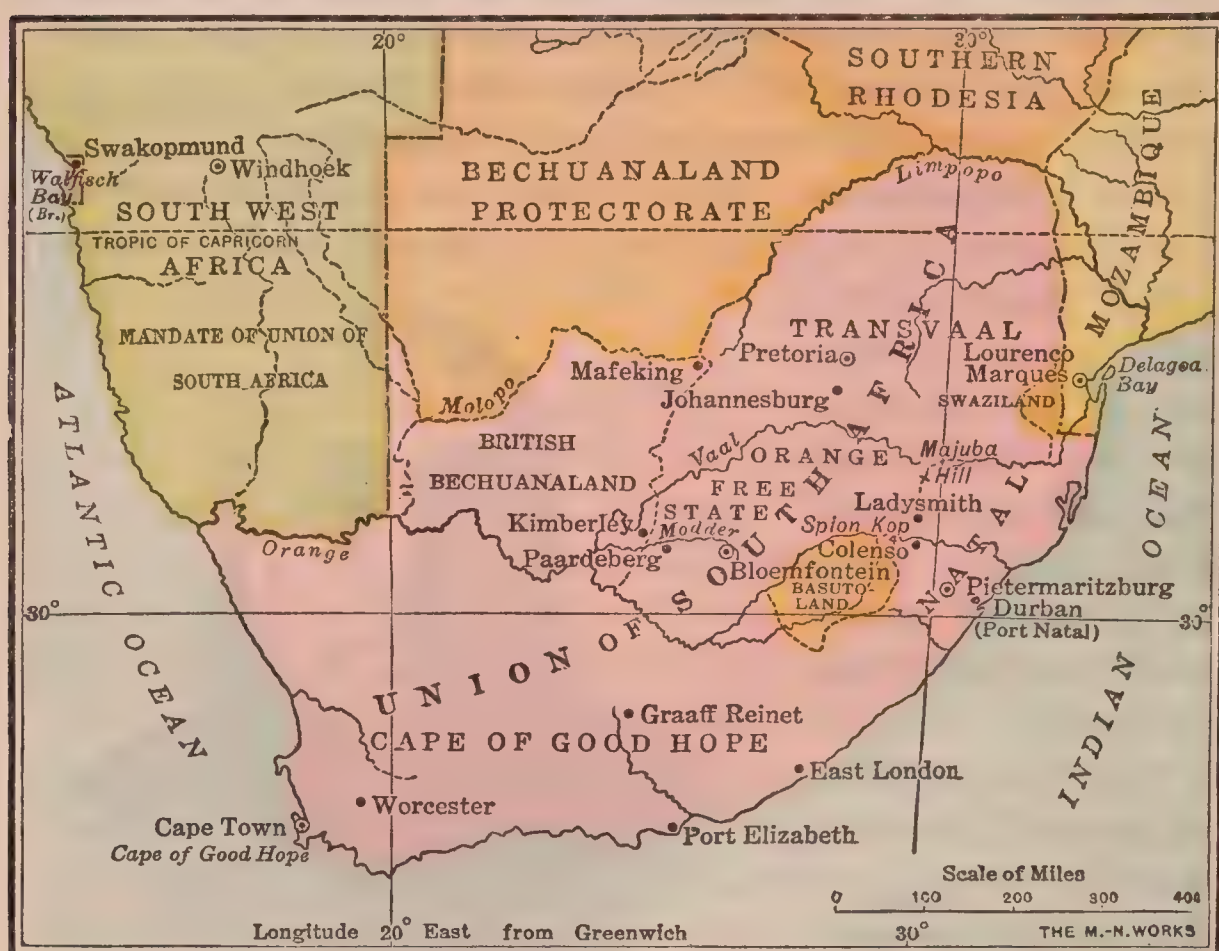 20°
30°
SOUTHERN
RHODESIA
Swakopmund
Windhoek
Walfisch
Bay
(Br.)
SOUTH WEST
TROPIC OF CAPRICORN
AFRICA
MANDATE OF UNION OF
SOUTH AFRICA
BECHUANALAND
PROTECTORATE
Limpopo
MOZAMBIQUE
TRANSVAAL
Pretoria
Mafeking
Johannesburg
Lourenco
Marques
Delagoa
Bay
SWAZILAND
Molopo
BRITISH
BECHUANALAND
Vaal
ORANGE
FREE
STATE
Majuba
Hill
Ladysmith
Kimberley
Modder
Spion Kop
Paardeberg
Colenso
Bloemfontein
BASUTO-
LAND
NATAL
Pietermaritzburg
Durban
(Port Natal)
Orange
30°
30°
ATLANTIC OCEAN
INDIAN OCEAN
UNION OF SOUTH AFRICA
Graaff Reinet
CAPE OF GOOD HOPE
East London
Worcester
Cape Town
Cape of Good Hope
Port Elizabeth
Scale of Miles
0 100 200 300 400
Longitude 20° East from Greenwich
30°
THE M.-N. WORKS